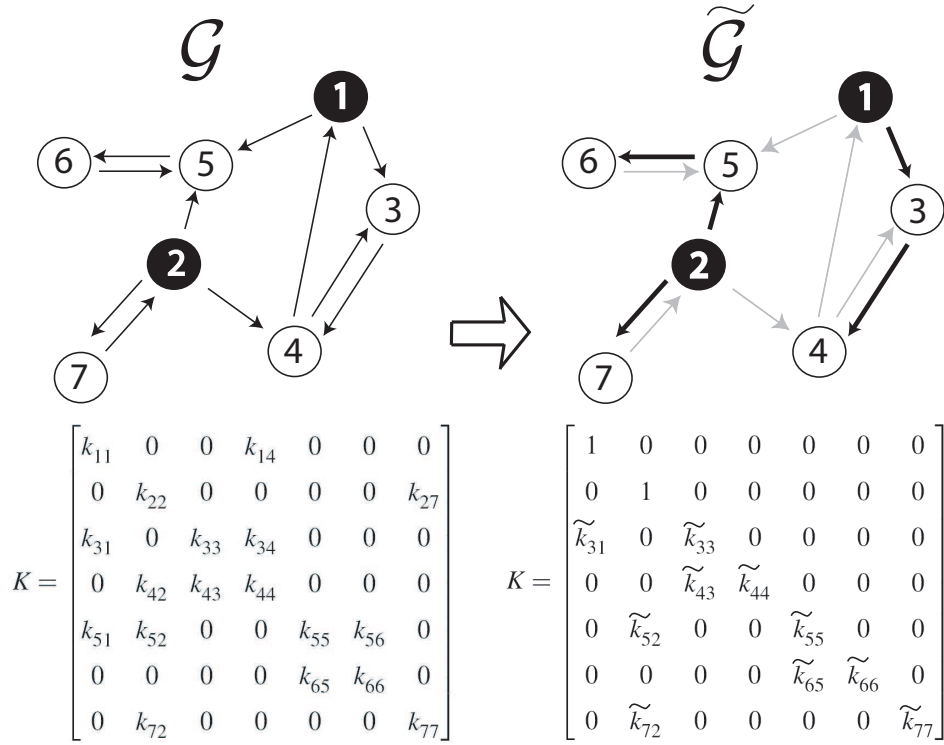 𝒢 𝒢̃
1 1
6 5 6 5
3 3
2 2
4 4
7 7
k₁₁ 0 0 k₁₄ 0 0 0 1 0 0 0 0 0 0
0 k₂₂ 0 0 0 0 k₂₇ 0 1 0 0 0 0 0
k₃₁ 0 k₃₃ k₃₄ 0 0 0 k̃₃₁ 0 k̃₃₃ 0 0 0 0
K = 0 k₄₂ k₄₃ k₄₄ 0 0 0 K = 0 0 k̃₄₃ k̃₄₄ 0 0 0
k₅₁ k₅₂ 0 0 k₅₅ k₅₆ 0 0 k̃₅₂ 0 0 k̃₅₅ 0 0
0 0 0 0 k₆₅ k₆₆ 0 0 0 0 0 k̃₆₅ k̃₆₆ 0
0 k₇₂ 0 0 0 0 k₇₇ 0 k̃₇₂ 0 0 0 0 k̃₇₇